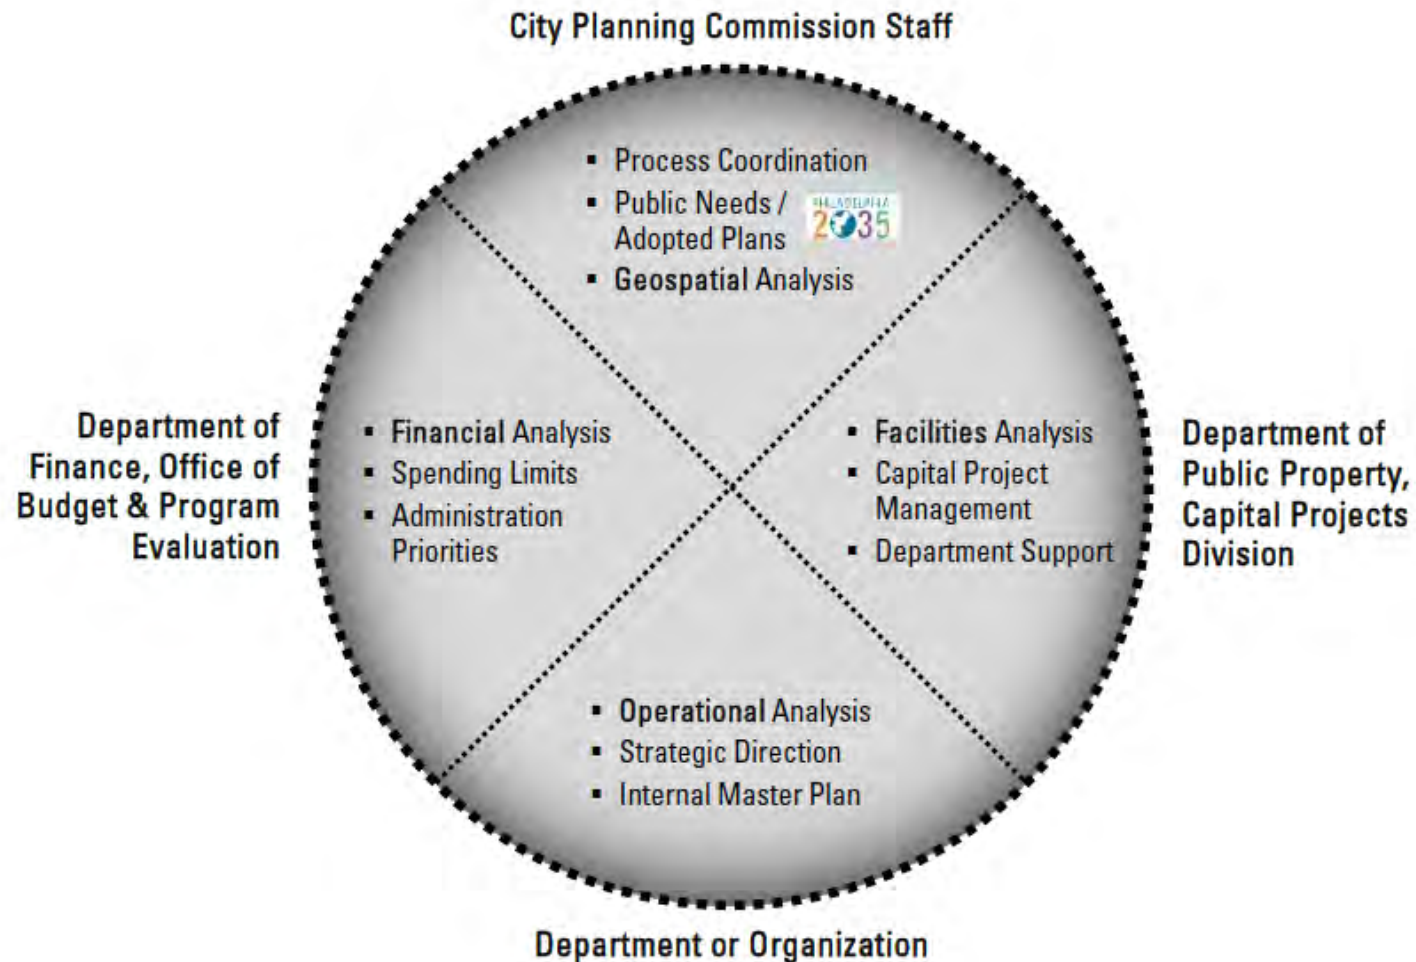 City Planning Commission Staff
▪ Process Coordination
▪ Public Needs /
Adopted Plans
PHILADELPHIA
2035
▪ Geospatial Analysis
Department of
Finance, Office of
Budget & Program
Evaluation
▪ Financial Analysis
▪ Spending Limits
▪ Administration
Priorities
▪ Facilities Analysis
▪ Capital Project
Management
▪ Department Support
Department of
Public Property,
Capital Projects
Division
▪ Operational Analysis
▪ Strategic Direction
▪ Internal Master Plan
Department or Organization